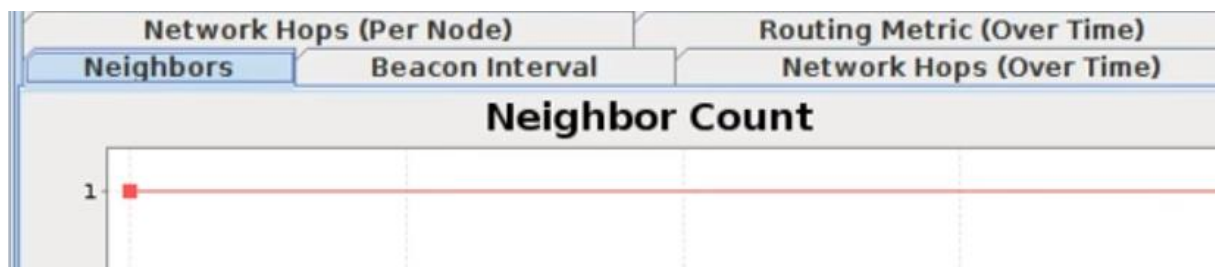 Network Hops (Per Node) Routing Metric (Over Time)
Neighbors Beacon Interval Network Hops (Over Time)
Neighbor Count
1